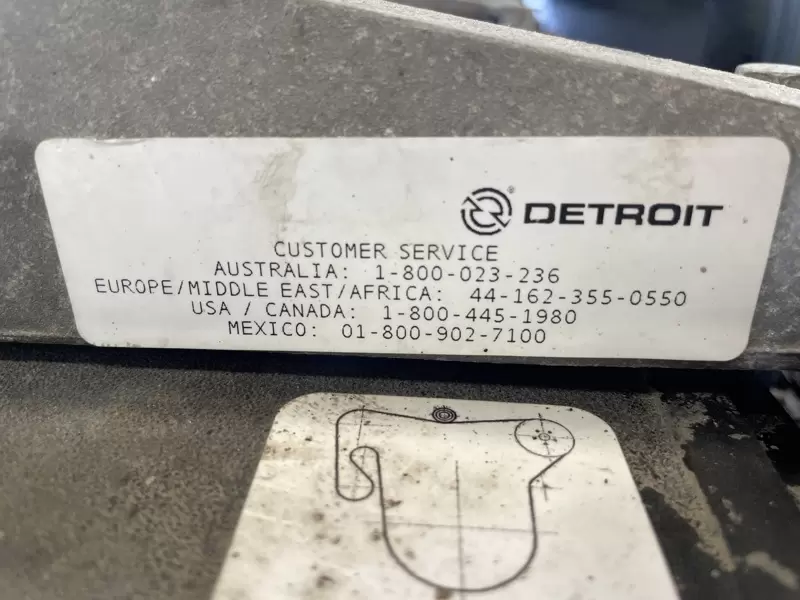 DETROIT
CUSTOMER SERVICE
AUSTRALIA: 1-800-023-236
EUROPE/MIDDLE EAST/AFRICA: 44-162-355-0550
USA / CANADA: 1-800-445-1980
MEXICO: 01-800-902-7100